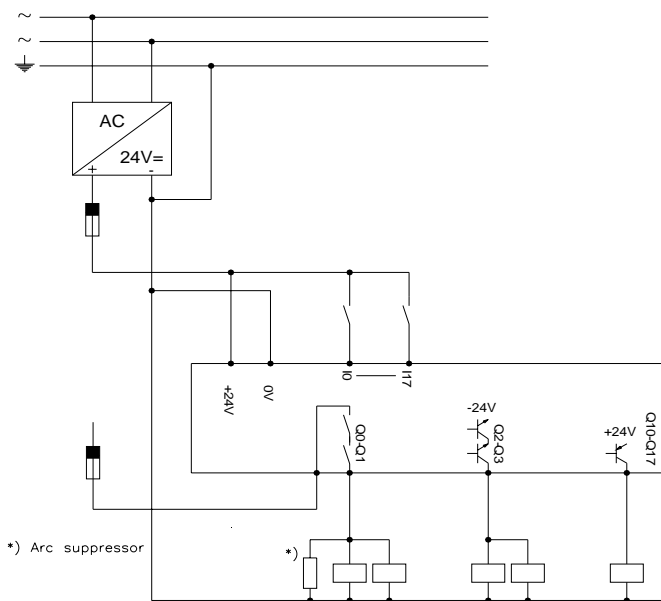 ~
~
AC
24V=
+ -
+24V
0V
I0
I17
Q0-Q1
-24V
Q2-Q3
+24V
Q10-Q17
*) Arc suppressor
*)